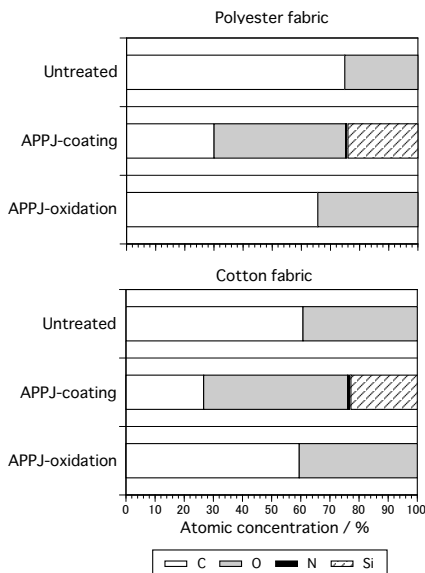 Polyester fabric
Untreated
APPJ-coating
APPJ-oxidation
Cotton fabric
Untreated
APPJ-coating
APPJ-oxidation
0 10 20 30 40 50 60 70 80 90 100
Atomic concentration / %
C O N Si